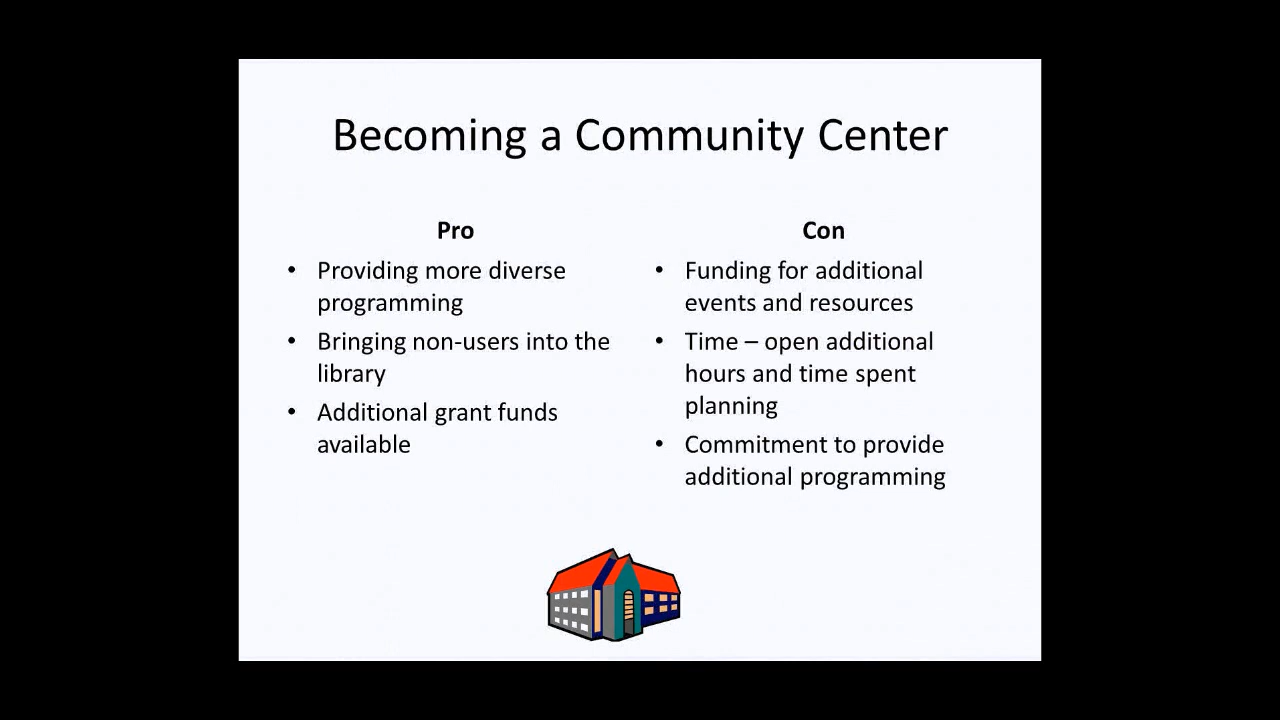 Becoming a Community Center
Pro
• Providing more diverse
programming
• Bringing non-users into the
library
• Additional grant funds
available
Con
• Funding for additional
events and resources
• Time – open additional
hours and time spent
planning
• Commitment to provide
additional programming